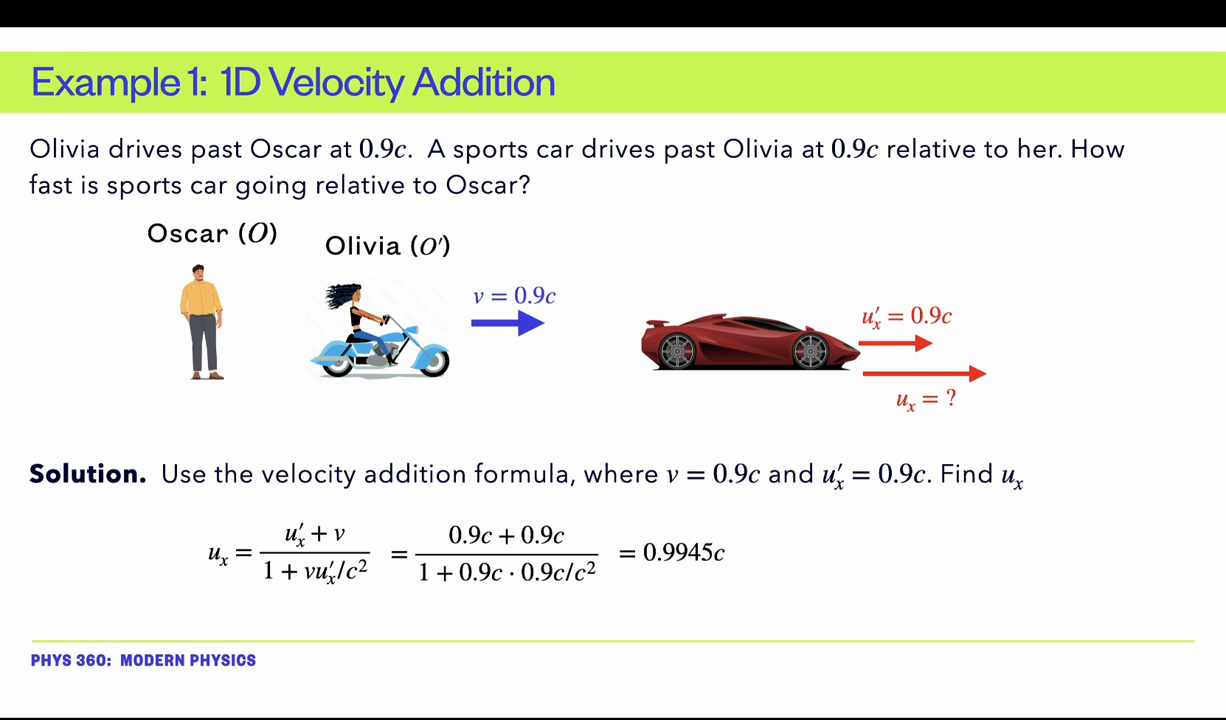 Example 1: 1D Velocity Addition
Olivia drives past Oscar at 0.9c. A sports car drives past Olivia at 0.9c relative to her. How
fast is sports car going relative to Oscar?
Oscar (O)
Olivia (O′)
v = 0.9c
u′ₓ = 0.9c
uₓ = ?
Solution. Use the velocity addition formula, where v = 0.9c and u′ₓ = 0.9c. Find uₓ
uₓ = (u′ₓ + v) / (1 + vu′ₓ/c²) = (0.9c + 0.9c) / (1 + 0.9c · 0.9c/c²) = 0.9945c
PHYS 360: MODERN PHYSICS